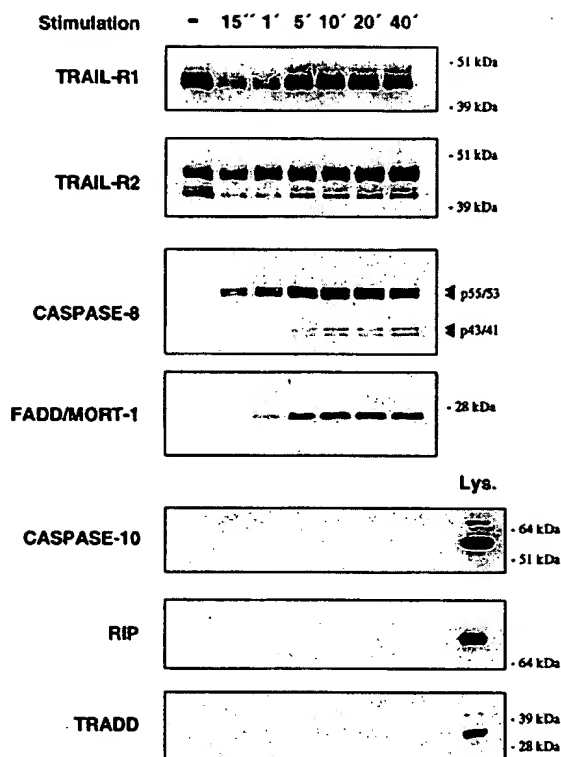 Stimulation - 15´´ 1´ 5´ 10´ 20´ 40´
TRAIL-R1
- 51 kDa
- 39 kDa
TRAIL-R2
- 51 kDa
- 39 kDa
CASPASE-8
p55/53
p43/41
FADD/MORT-1
- 28 kDa
Lys.
CASPASE-10
- 64 kDa
- 51 kDa
RIP
- 64 kDa
TRADD
- 39 kDa
- 28 kDa